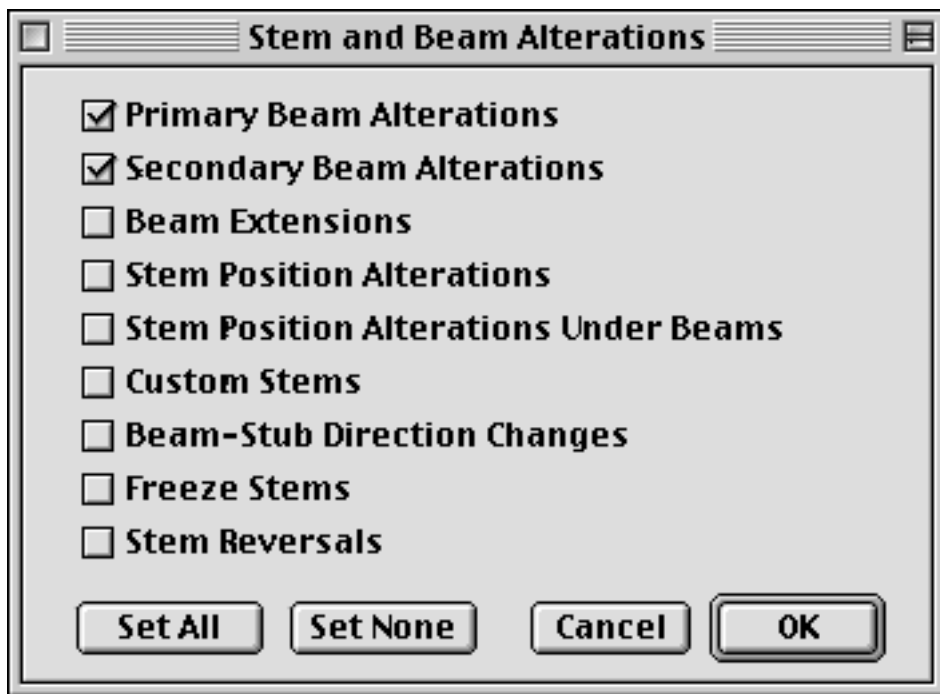 Stem and Beam Alterations
Primary Beam Alterations
Secondary Beam Alterations
Beam Extensions
Stem Position Alterations
Stem Position Alterations Under Beams
Custom Stems
Beam-Stub Direction Changes
Freeze Stems
Stem Reversals
Set All Set None Cancel OK